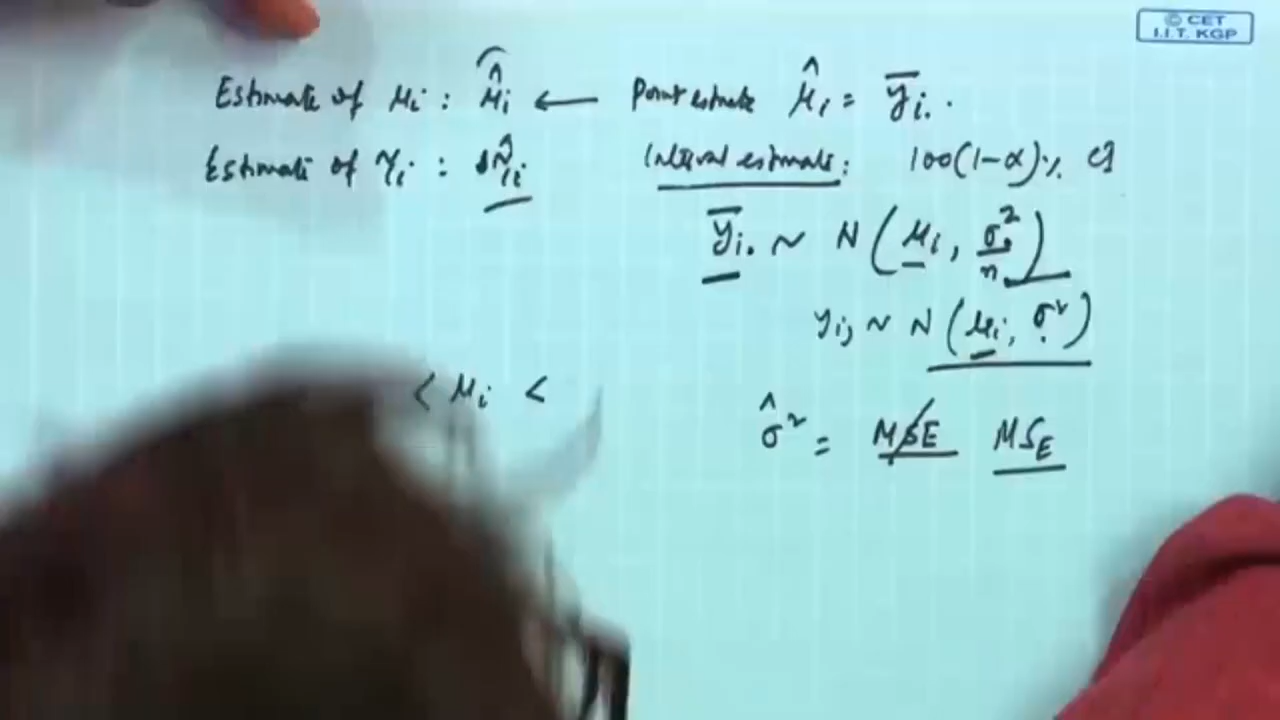 © CET
I.I.T. KGP
Estimate of μi : μ̂i ← Point estimate μ̂i = ȳi.
Estimate of τi : τ̂i Interval estimate: 100(1-α)% CI
ȳi. ~ N(μi, σ²/n)
yij ~ N(μi, σ²)
< μi <
σ̂² = MSE MS_E